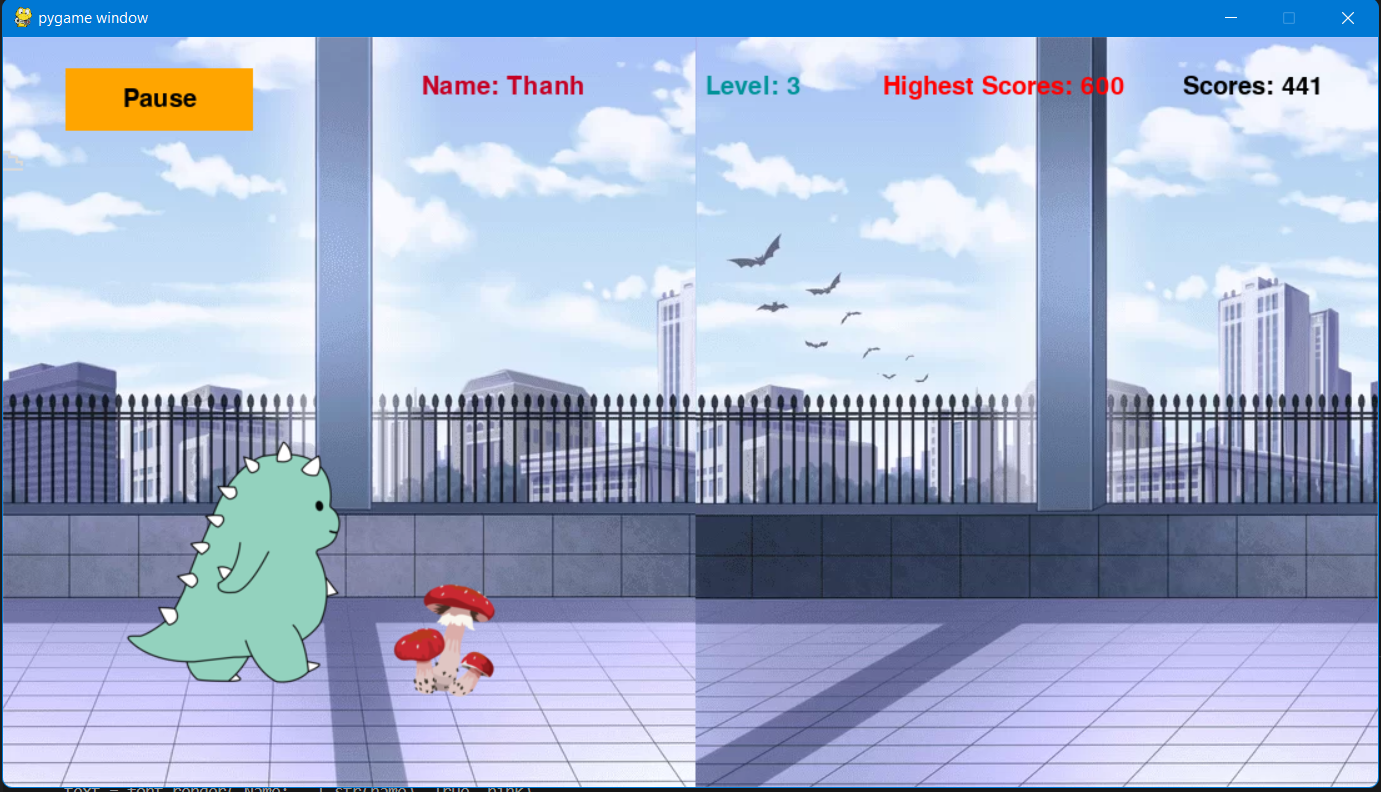 pygame window
Pause
Name: Thanh
Level: 3
Highest Scores: 600
Scores: 441